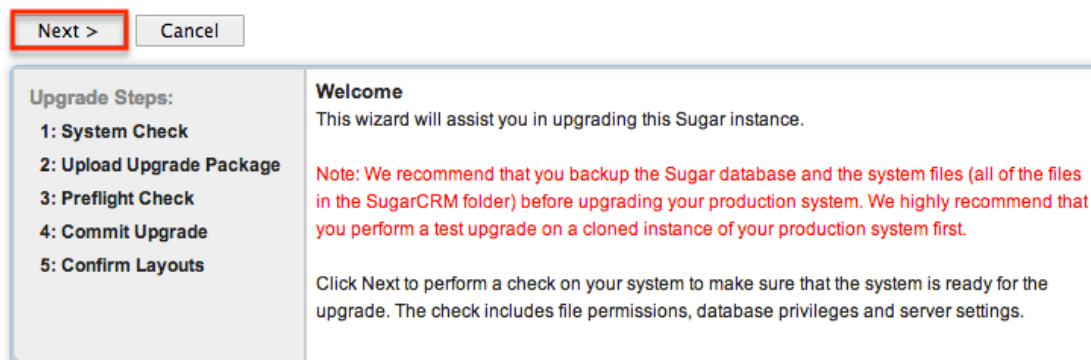 Next >
Cancel
Upgrade Steps:
1: System Check
2: Upload Upgrade Package
3: Preflight Check
4: Commit Upgrade
5: Confirm Layouts
Welcome
This wizard will assist you in upgrading this Sugar instance.
Note: We recommend that you backup the Sugar database and the system files (all of the files
in the SugarCRM folder) before upgrading your production system. We highly recommend that
you perform a test upgrade on a cloned instance of your production system first.
Click Next to perform a check on your system to make sure that the system is ready for the
upgrade. The check includes file permissions, database privileges and server settings.